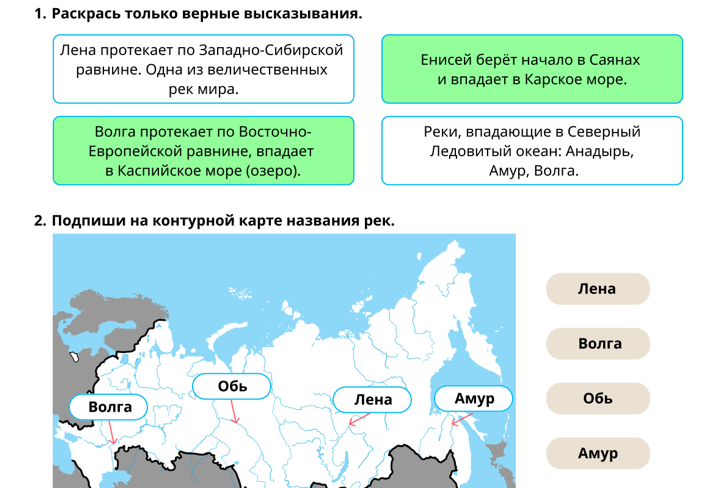 1. Раскрась только верные высказывания.
Лена протекает по Западно-Сибирской
равнине. Одна из величественных
рек мира.
Енисей берёт начало в Саянах
и впадает в Карское море.
Волга протекает по Восточно-
Европейской равнине, впадает
в Каспийское море (озеро).
Реки, впадающие в Северный
Ледовитый океан: Анадырь,
Амур, Волга.
2. Подпиши на контурной карте названия рек.
Обь
Волга
Лена
Амур
Лена
Волга
Обь
Амур